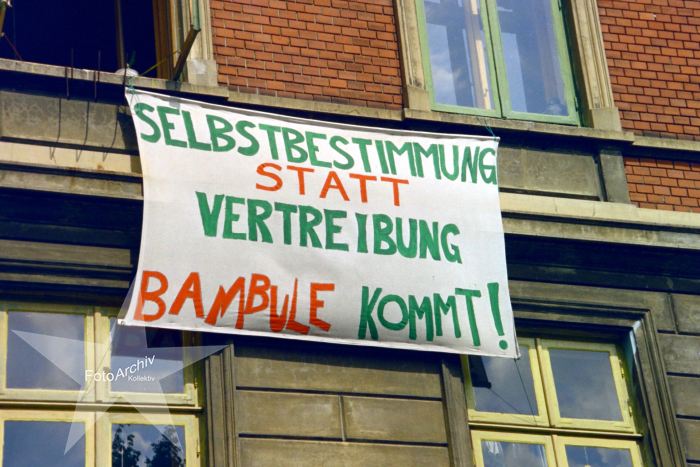 SELBSTBESTIMMUNG
STATT
VERTREIBUNG
BAMBULE KOMMT!
FotoArchiv
Kollektiv